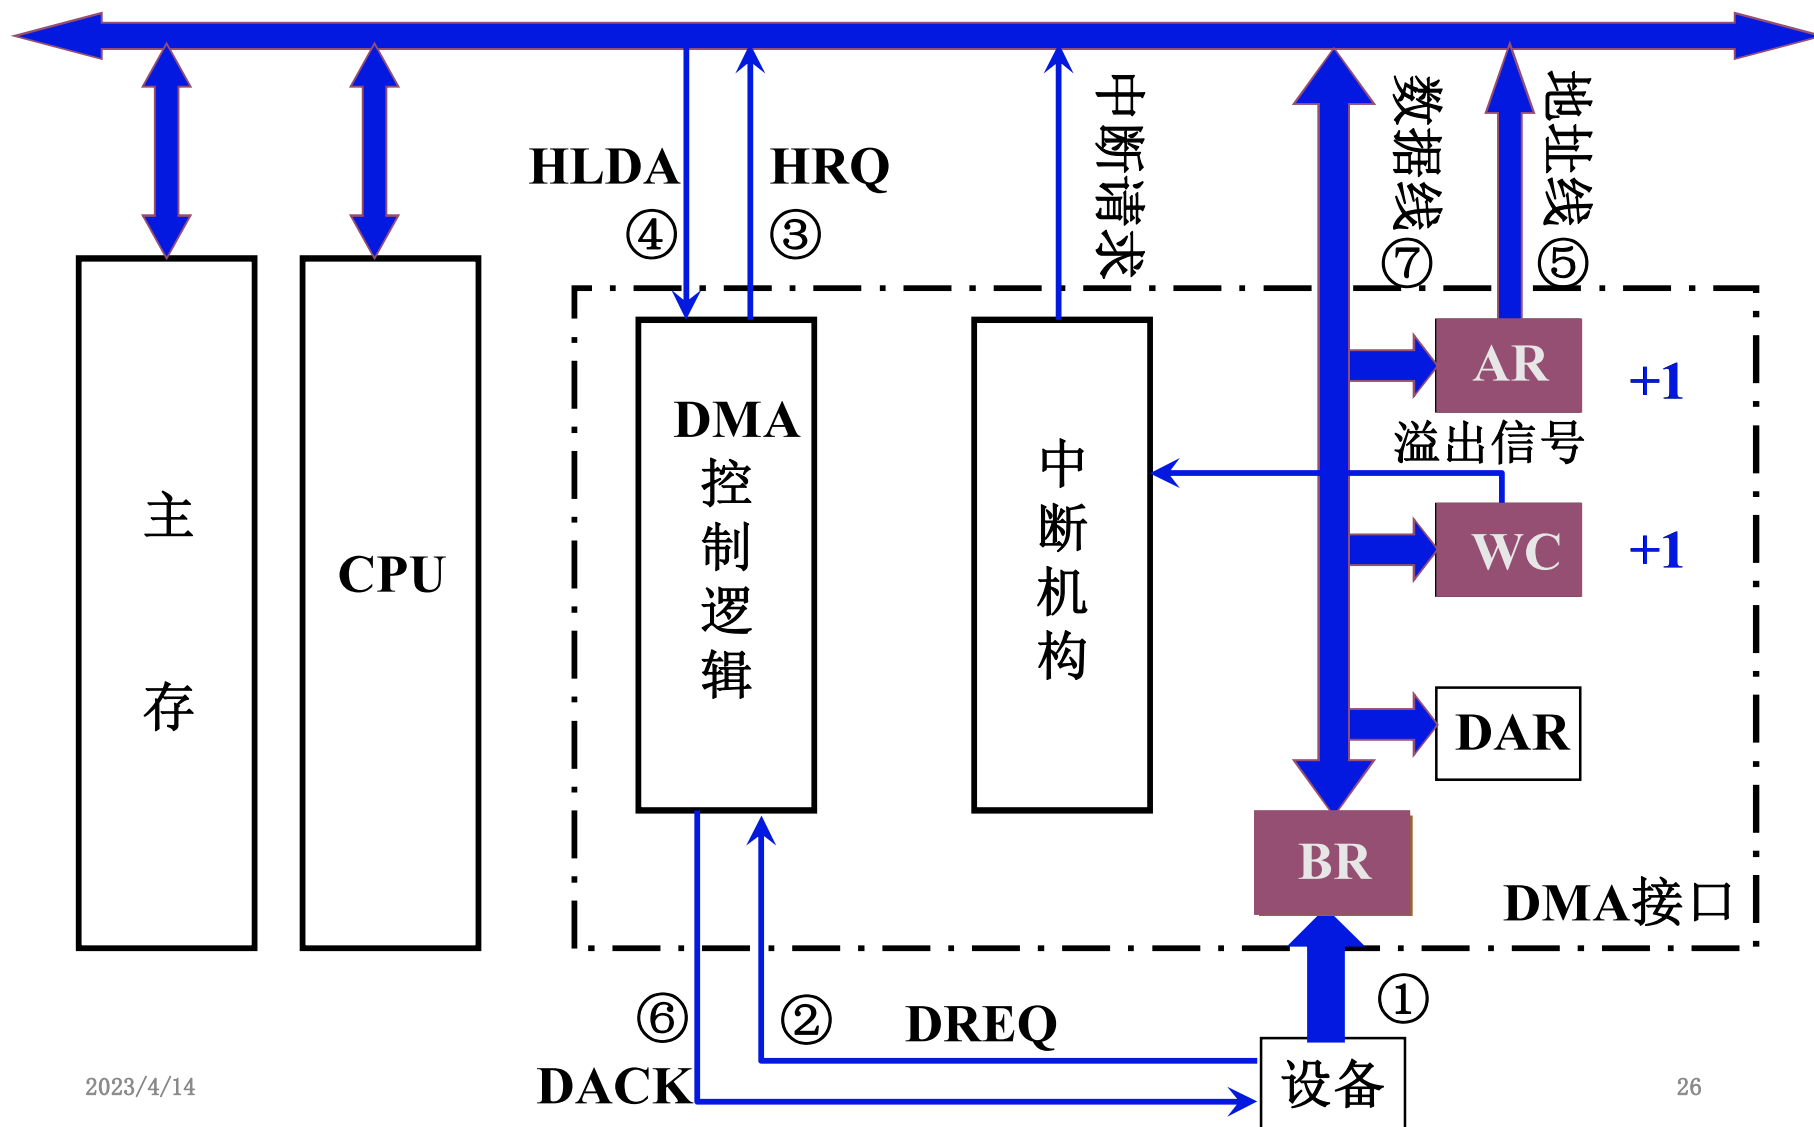 HLDA
④
HRQ
③
中断请求
数据线
⑦
地址线
⑤
主存
CPU
DMA
控制逻辑
中断机构
AR
+1
溢出信号
WC
+1
DAR
BR
DMA接口
⑥
②
DREQ
①
DACK
设备
2023/4/14
26